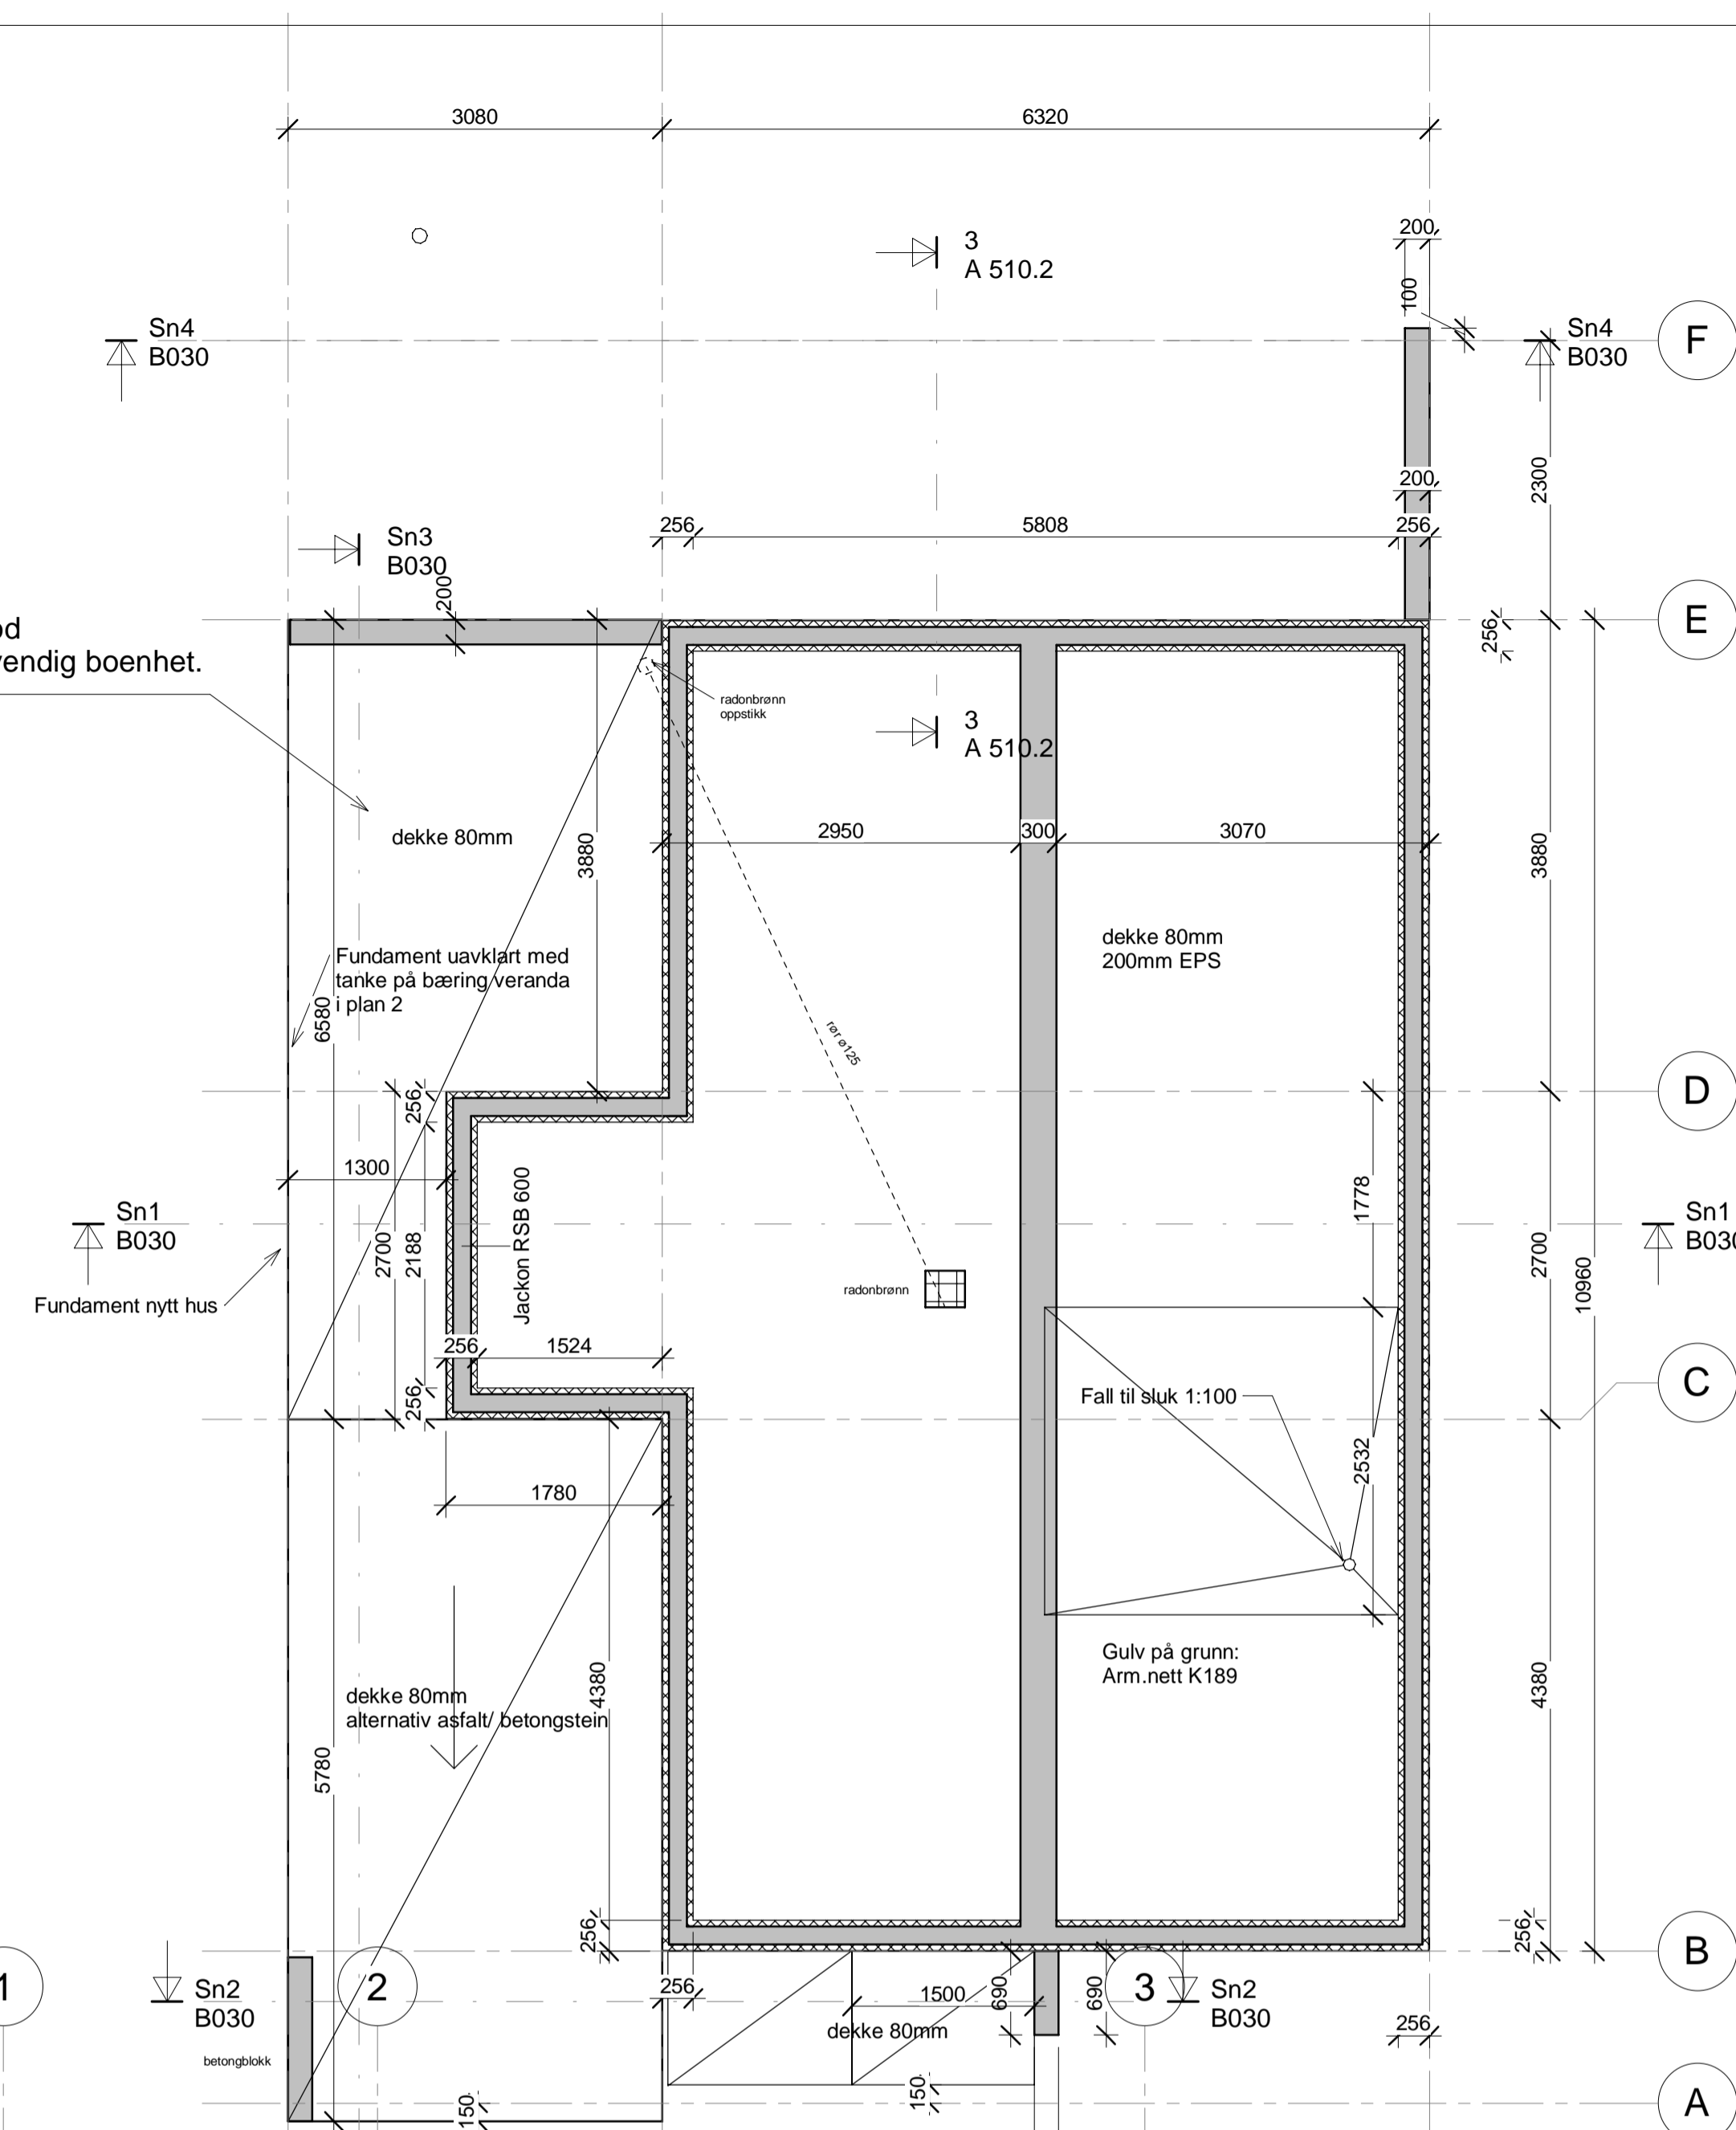 3080
6320
200
3
A 510.2
100
Sn4
B030
Sn4
B030
F
2300
200
256
5808
256
Sn3
B030
200
E
256
vendig boenhet.
radonbrønn
oppstikk
3
A 510.2
2950
300
3070
dekke 80mm
3880
3880
dekke 80mm
200mm EPS
Fundament uavklart med
tanke på bæring veranda
i plan 2
6580
rør ø125
D
256
1300
1778
Jackon RSB 600
Sn1
B030
Sn1
2700
2188
2700
10960
radonbrønn
Fundament nytt hus
256
1524
C
256
Fall til sluk 1:100
2532
1780
Gulv på grunn:
Arm.nett K189
4380
4380
dekke 80mm
alternativ asfalt/ betongstein
5780
256
256
B
1
Sn2
B030
2
256
1500
690
690
3
Sn2
B030
dekke 80mm
256
betongblokk
150
150
A